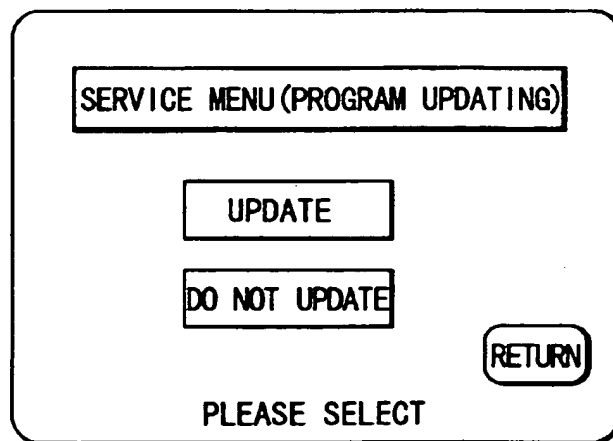 SERVICE MENU(PROGRAM UPDATING)
UPDATE
DO NOT UPDATE
RETURN
PLEASE SELECT